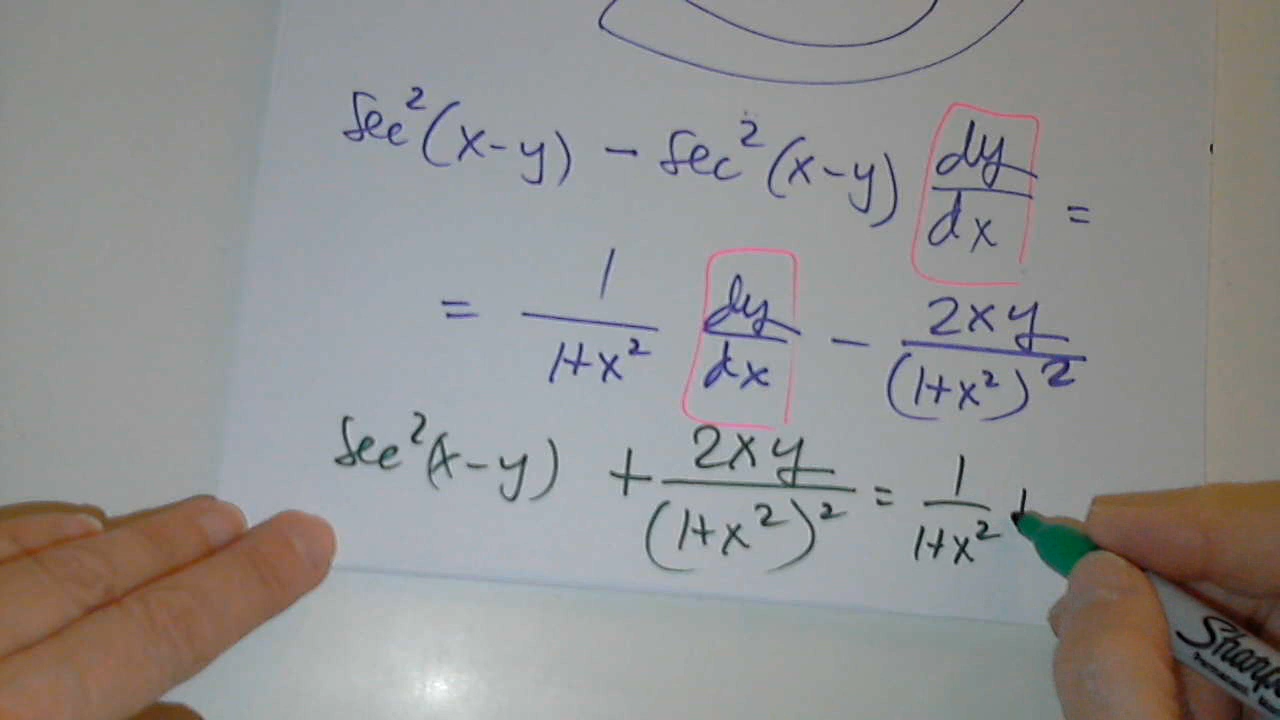 sec²(x-y) - sec²(x-y) dy/dx =
= 1/(1+x²) dy/dx - 2xy/(1+x²)²
sec²(x-y) + 2xy/(1+x²)² = 1/(1+x²)
Sharpie